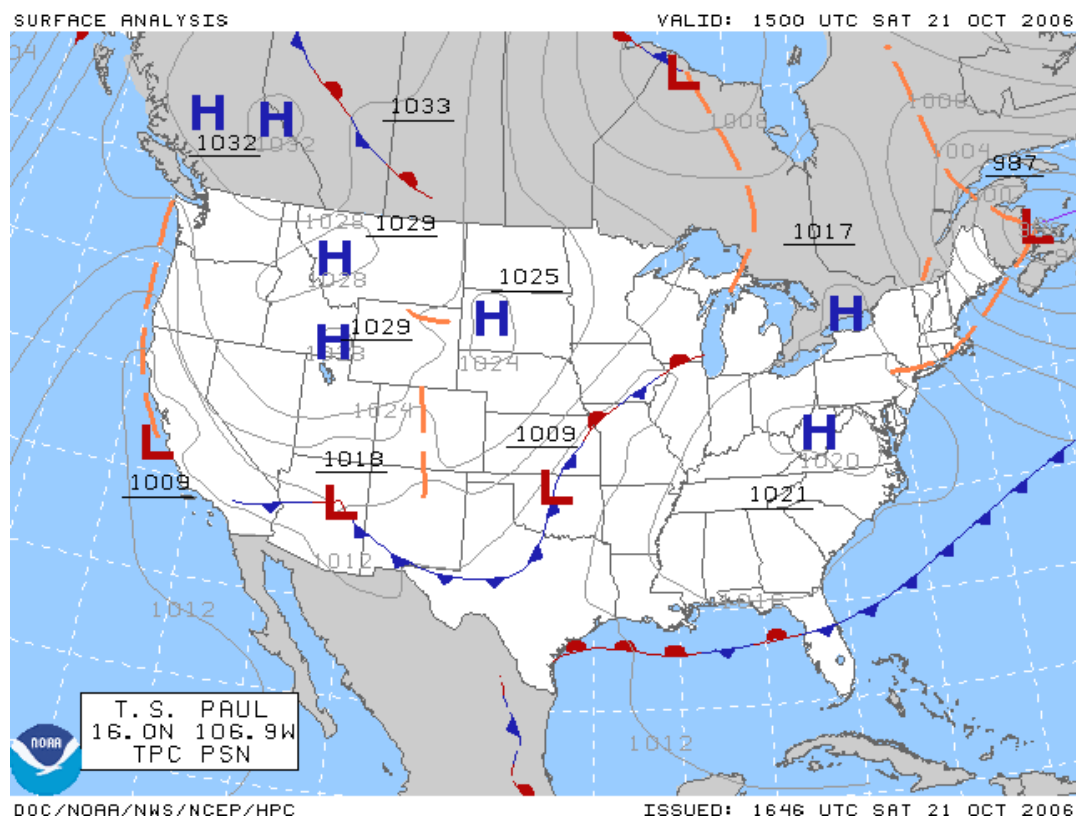 SURFACE ANALYSIS
VALID: 1500 UTC SAT 21 OCT 2006
H
H
1032
1032
1033
L
1008
1000
1004
987
L
1028
1029
H
1028
1017
1025
H
H
1029
H
1024
1024
1009
L
1018
L
1009
L
H
1020
1021
1012
1012
1016
1012
T.S. PAUL
16.0N 106.9W
TPC PSN
NOAA
DOC/NOAA/NWS/NCEP/HPC
ISSUED: 1646 UTC SAT 21 OCT 2006